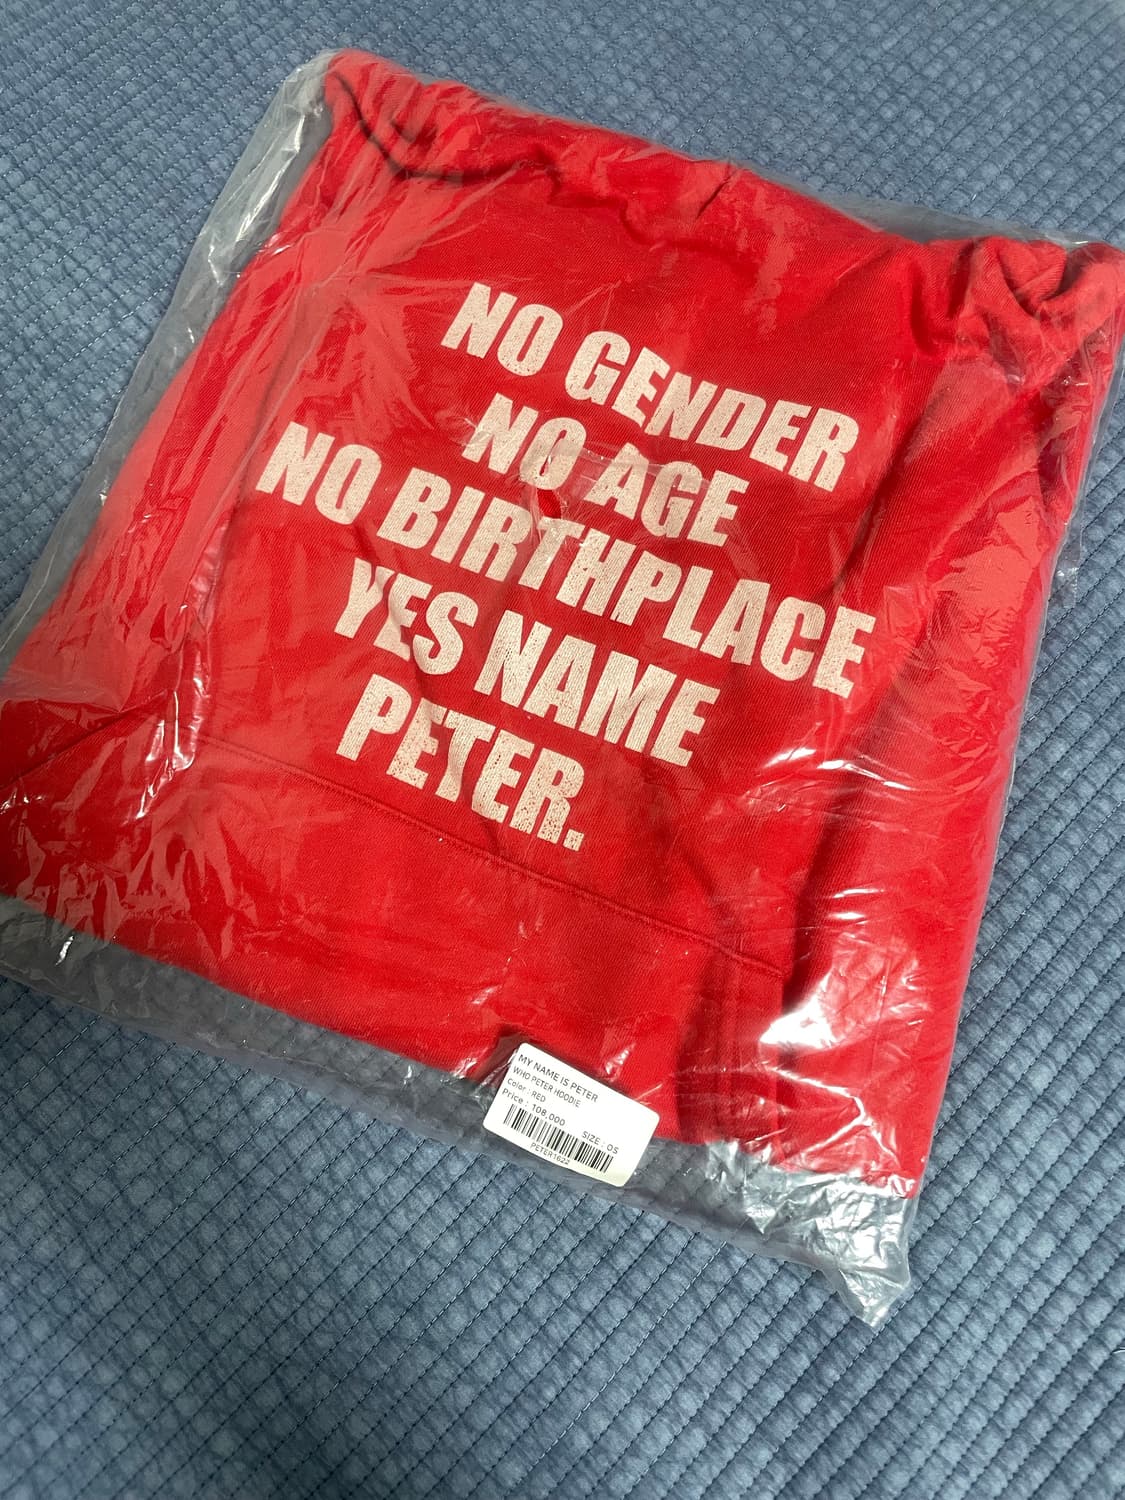 NO GENDER
NO AGE
NO BIRTHPLACE
YES NAME
PETER.
MY NAME IS PETER
WHO PETER HOODIE
Color : RED
Price : 108,000 SIZE : OS
PETER1622